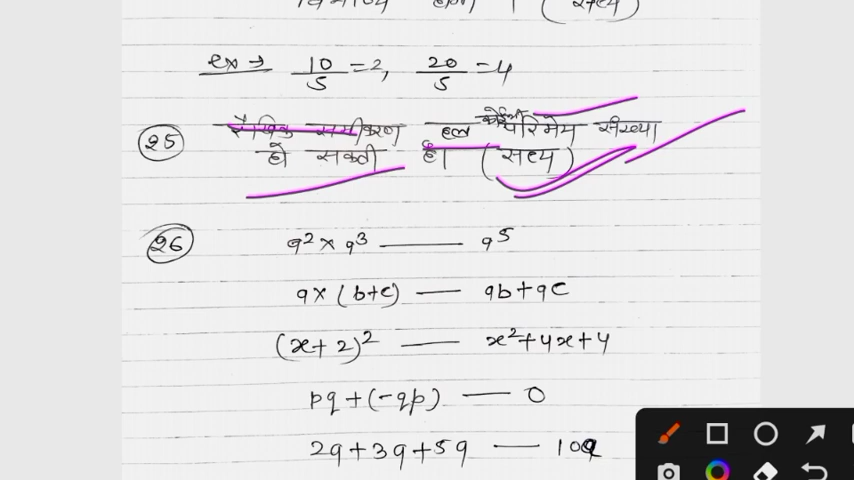 विभाज्य होगा । (सत्य)
ex → 10/5 = 2, 20/5 = 4
25 रैखिक समीकरण हल कोई भी परिमेय संख्या
हो सकती है। (सत्य)
26 a² × a³ —— a⁵
a × (b+c) —— ab+ac
(x+2)² —— x²+4x+4
pq+(-qp) —— 0
2a+3a+5a —— 10a